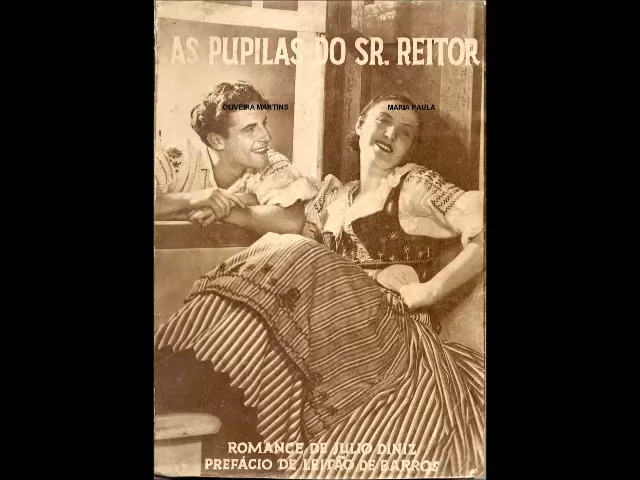 AS PUPILAS DO SR. REITOR
OLIVEIRA MARTINS
MARIA PAULA
ROMANCE DE JULIO DINIZ
PREFÁCIO DE LEITÃO DE BARROS